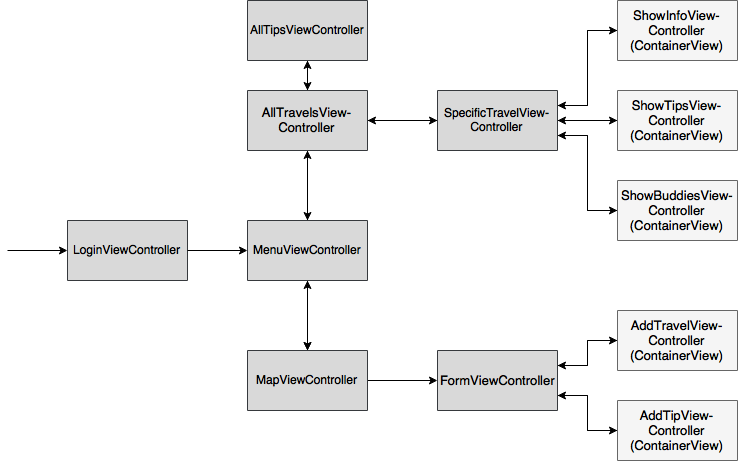 AllTipsViewController
ShowInfoView-
Controller
(ContainerView)
AllTravelsView-
Controller
SpecificTravelView-
Controller
ShowTipsView-
Controller
(ContainerView)
ShowBuddiesView-
Controller
(ContainerView)
LoginViewController
MenuViewController
AddTravelView-
Controller
(ContainerView)
MapViewController
FormViewController
AddTipView-
Controller
(ContainerView)